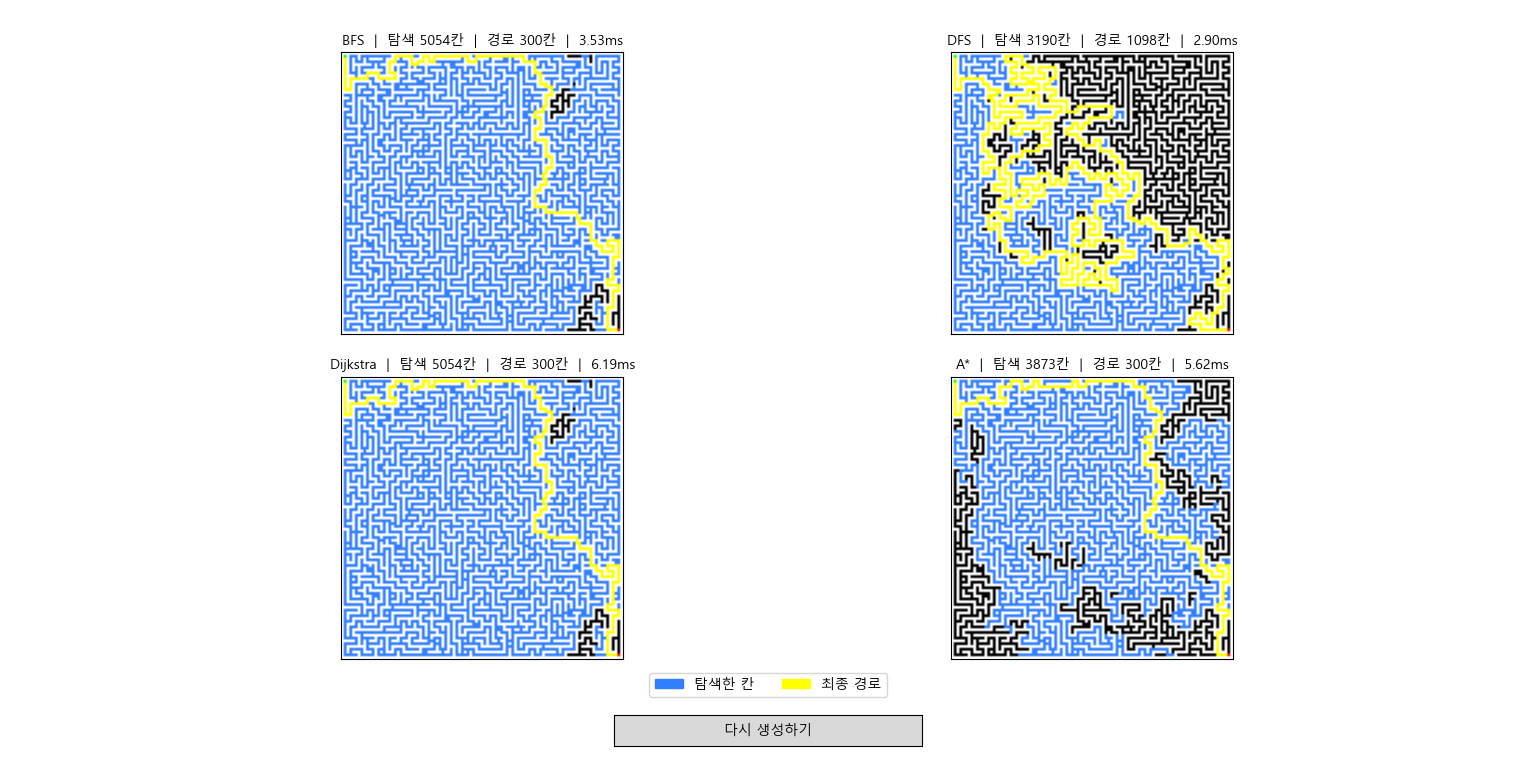 BFS | 탐색 5054칸 | 경로 300칸 | 3.53ms
DFS | 탐색 3190칸 | 경로 1098칸 | 2.90ms
Dijkstra | 탐색 5054칸 | 경로 300칸 | 6.19ms
A* | 탐색 3873칸 | 경로 300칸 | 5.62ms
탐색한 칸 최종 경로
다시 생성하기